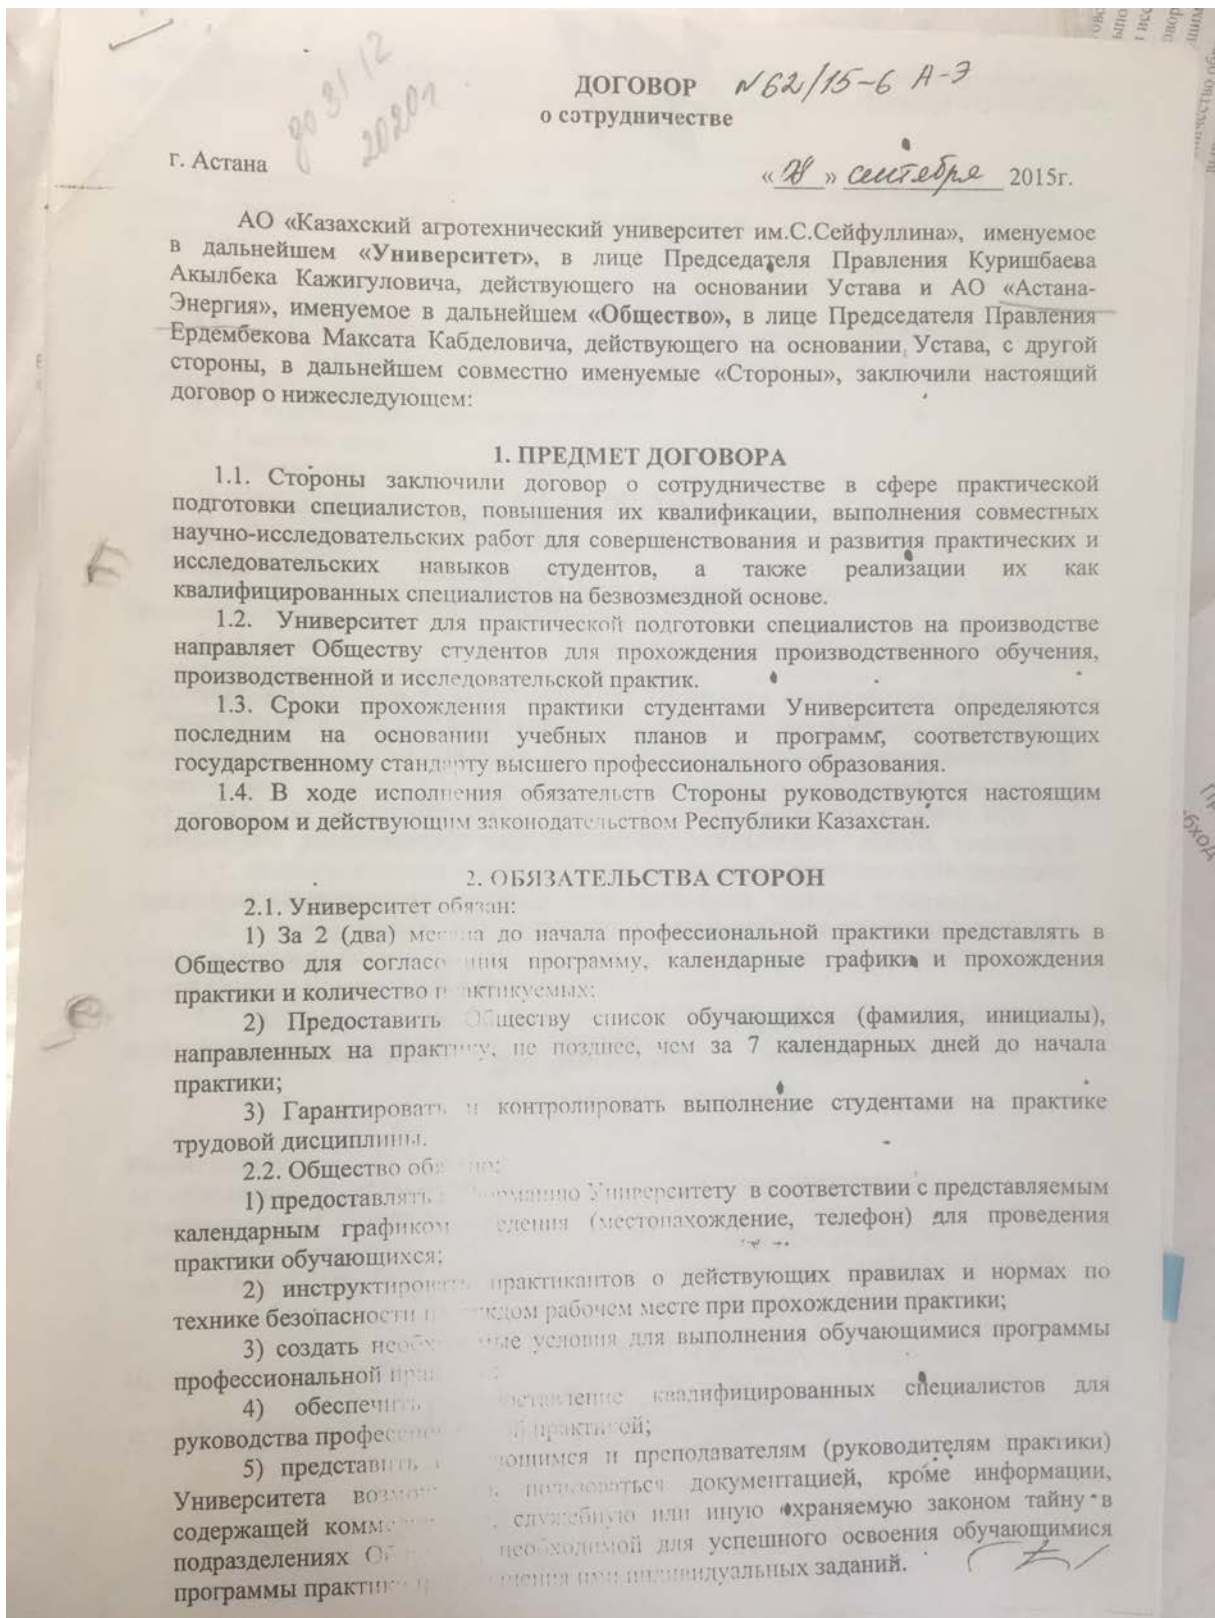 до 31/12
2020г
ДОГОВОР №62/15-6 А-Э
о сотрудничестве
г. Астана
«28» сентября 2015г.
АО «Казахский агротехнический университет им.С.Сейфуллина», именуемое
в дальнейшем «Университет», в лице Председателя Правления Куришбаева
Акылбека Кажигуловича, действующего на основании Устава и АО «Астана-
Энергия», именуемое в дальнейшем «Общество», в лице Председателя Правления
Ердембекова Максата Кабделовича, действующего на основании Устава, с другой
стороны, в дальнейшем совместно именуемые «Стороны», заключили настоящий
договор о нижеследующем:
1. ПРЕДМЕТ ДОГОВОРА
1.1. Стороны заключили договор о сотрудничестве в сфере практической
подготовки специалистов, повышения их квалификации, выполнения совместных
научно-исследовательских работ для совершенствования и развития практических и
исследовательских навыков студентов, а также реализации их как
квалифицированных специалистов на безвозмездной основе.
1.2. Университет для практической подготовки специалистов на производстве
направляет Обществу студентов для прохождения производственного обучения,
производственной и исследовательской практик.
1.3. Сроки прохождения практики студентами Университета определяются
последним на основании учебных планов и программ, соответствующих
государственному стандарту высшего профессионального образования.
1.4. В ходе исполнения обязательств Стороны руководствуются настоящим
договором и действующим законодательством Республики Казахстан.
2. ОБЯЗАТЕЛЬСТВА СТОРОН
2.1. Университет обязан:
1) За 2 (два) месяца до начала профессиональной практики представлять в
Общество для согласования программу, календарные графики и прохождения
практики и количество практикуемых;
2) Предоставить Обществу список обучающихся (фамилия, инициалы),
направленных на практику, не позднее, чем за 7 календарных дней до начала
практики;
3) Гарантировать и контролировать выполнение студентами на практике
трудовой дисциплины.
2.2. Общество обязано:
1) предоставлять информацию Университету в соответствии с представляемым
календарным графиком (местонахождение, телефон) для проведения
практики обучающихся;
2) инструктировать практикантов о действующих правилах и нормах по
технике безопасности на каждом рабочем месте при прохождении практики;
3) создать необходимые условия для выполнения обучающимися программы
профессиональной
4) обеспечить квалифицированных специалистов для
руководства профессиональной практикой;
5) представить обучающимся и преподавателям (руководителям практики)
Университета возможность пользоваться документацией, кроме информации,
содержащей служебную или иную охраняемую законом тайну в
подразделениях необходимой для успешного освоения обучающимися
программы практики ими индивидуальных заданий.